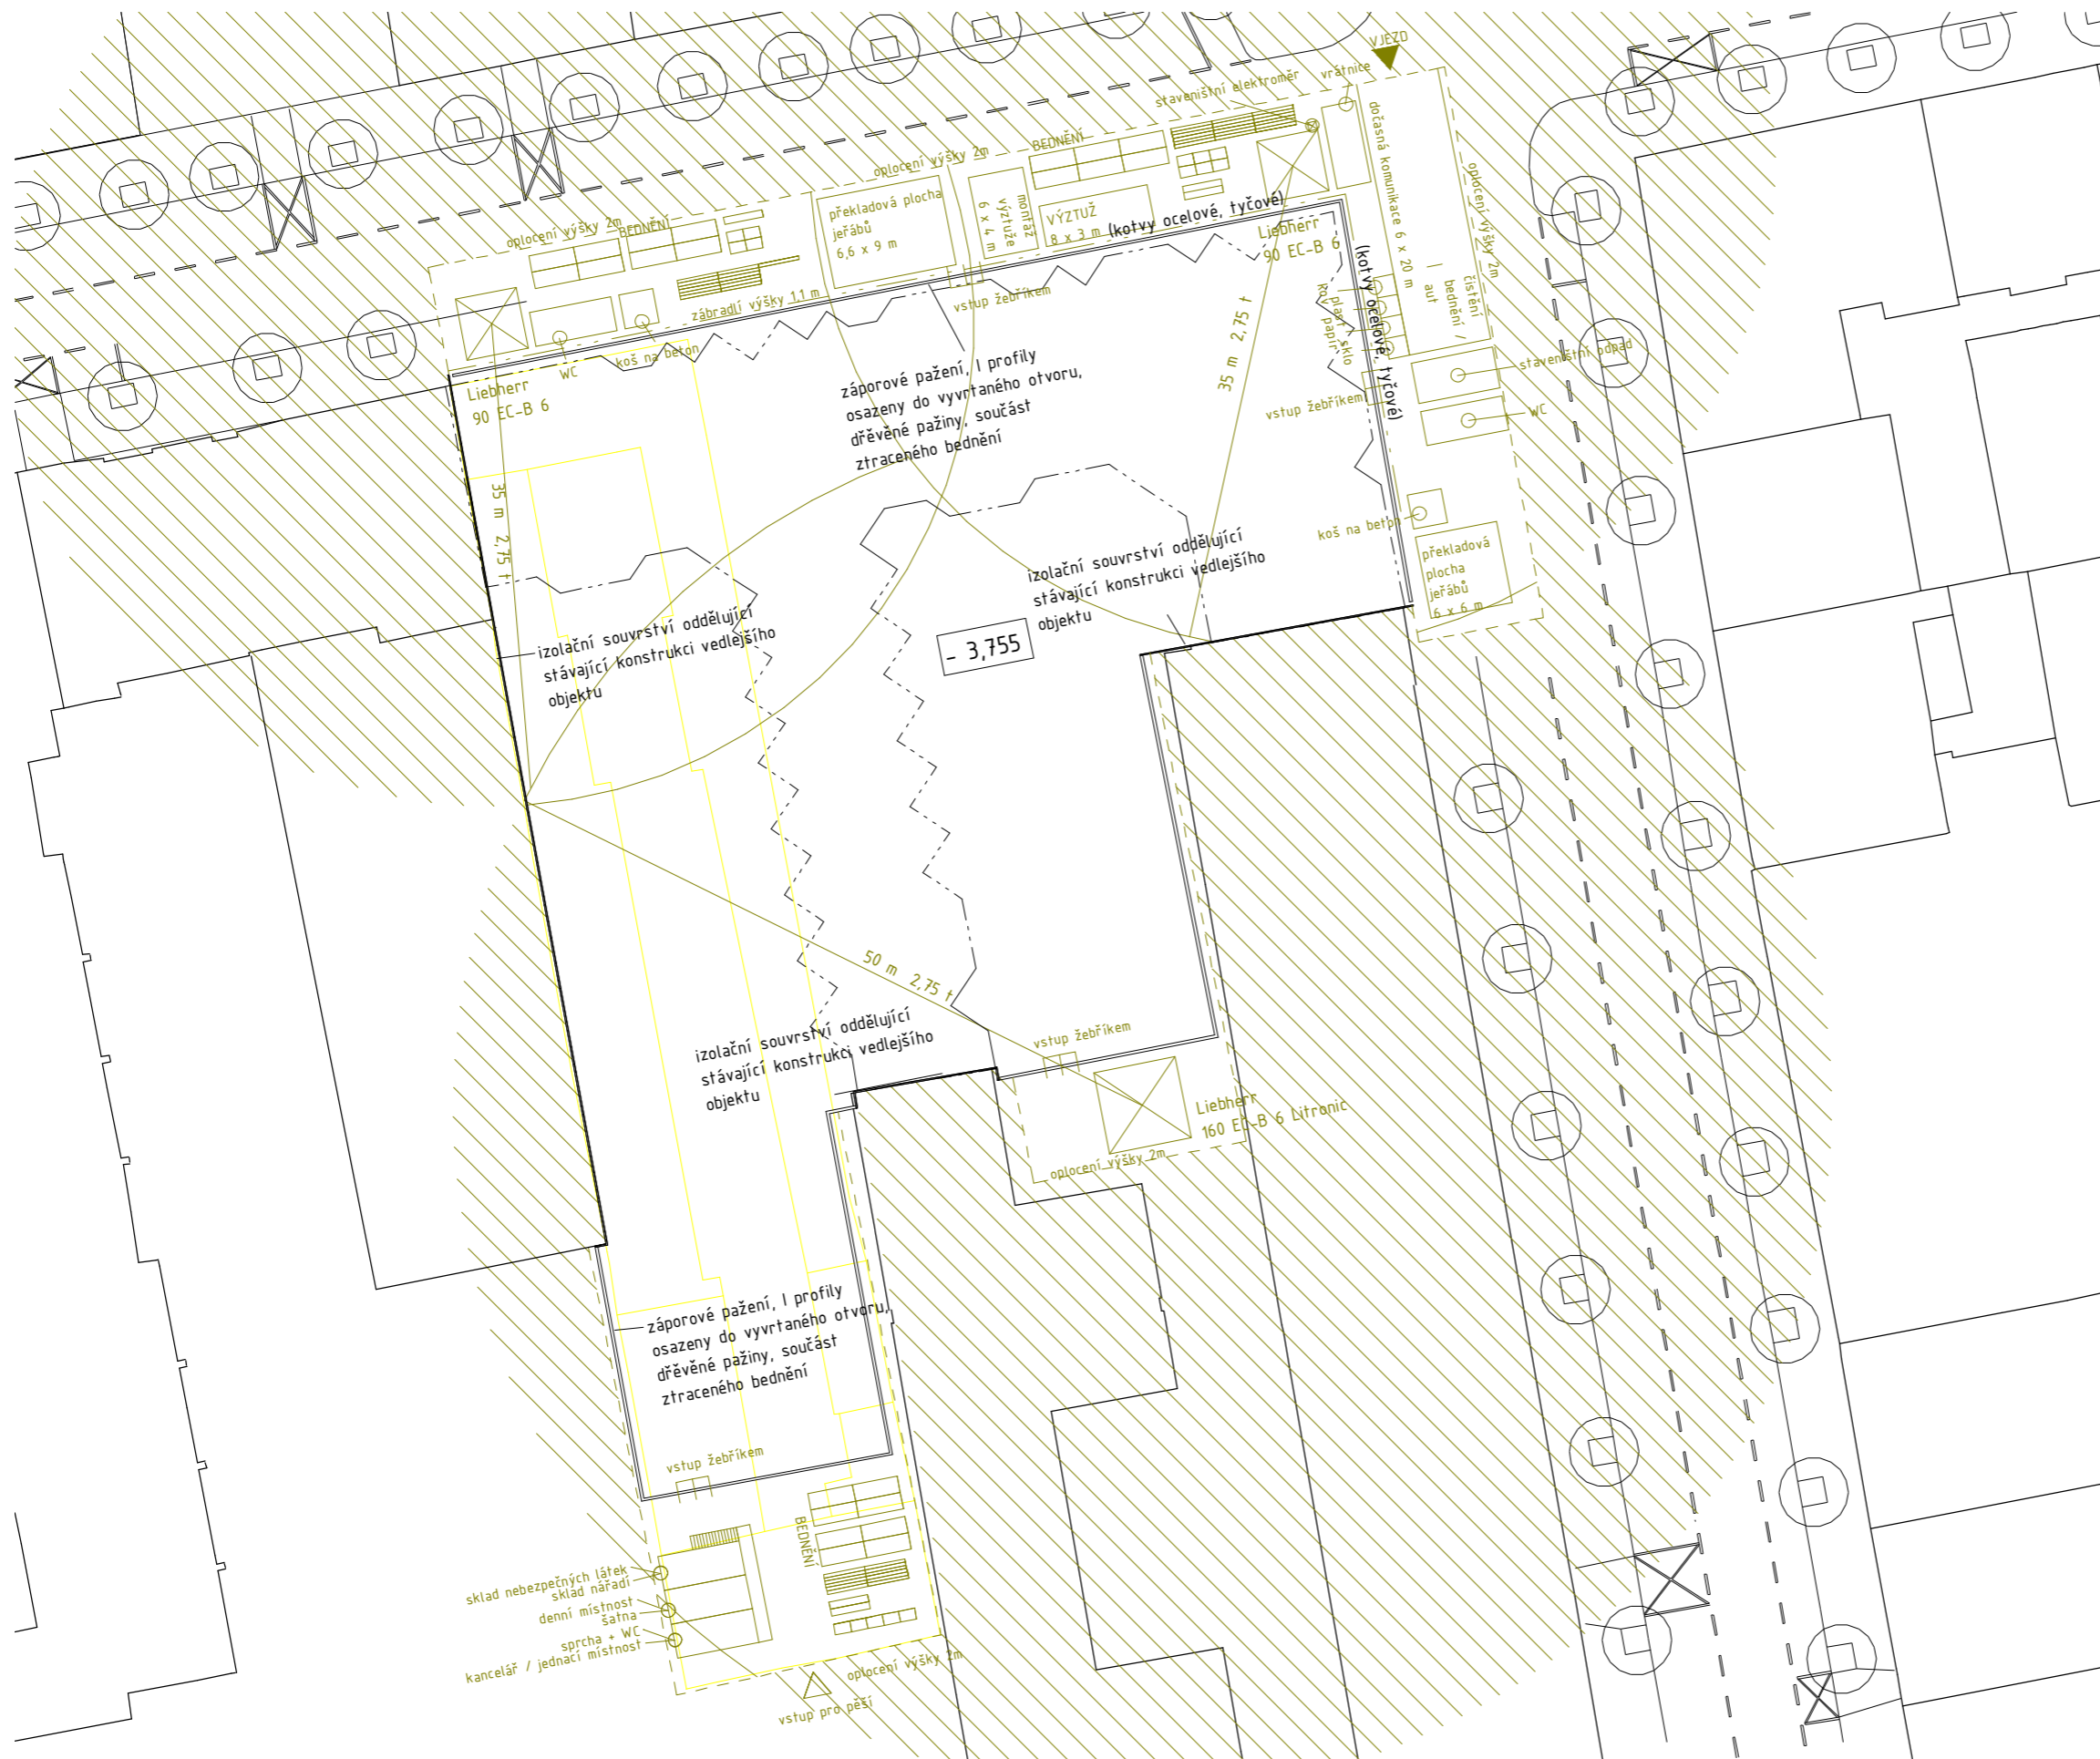 VJEZD
staveništní elektroměr
vrátnice
oplocení výšky 2m
BEDNĚNÍ
dočasná komunikace 6 x 20 m
oplocení výšky 2m
oplocení výšky 2m
BEDNĚNÍ
překladová plocha
jeřábů
6,6 x 9 m
montáž
výztuže
6 x 4 m
VÝZTUŽ
8 x 3 m
(kotvy ocelové, tyčové)
Liebherr
90 EC-B 6
(kotvy ocelové, tyčové)
čištění
bednění /
aut
zábradlí výšky 1,1 m
vstup žebříkem
kov
plast
sklo
papír
koš na beton
WC
Liebherr
90 EC-B 6
35 m 2,75 t
staveništní odpad
WC
vstup žebříkem
záporové pažení, I profily
osazeny do vyvrtaného otvoru,
dřěvěné pažiny, součást
ztraceného bednění
35 m 2,75 t
koš na beton
překladová
plocha
jeřábů
6 x 6 m
izolační souvrství oddělující
stávající konstrukci vedlejšího
objektu
- 3,755
izolační souvrství oddělující
stávající konstrukci vedlejšího
objektu
50 m 2,75 t
izolační souvrství oddělující
stávající konstrukci vedlejšího
objektu
vstup žebříkem
Liebherr
160 EC-B 6 Litronic
oplocení výšky 2m
záporové pažení, I profily
osazeny do vyvrtaného otvoru,
dřěvěné pažiny, součást
ztraceného bednění
vstup žebříkem
BEDNĚNÍ
sklad nebezpečných látek
sklad nářadí
denní místnost
šatna
sprcha + WC
kancelář / jednací místnost
oplocení výšky 2m
vstup pro pěší